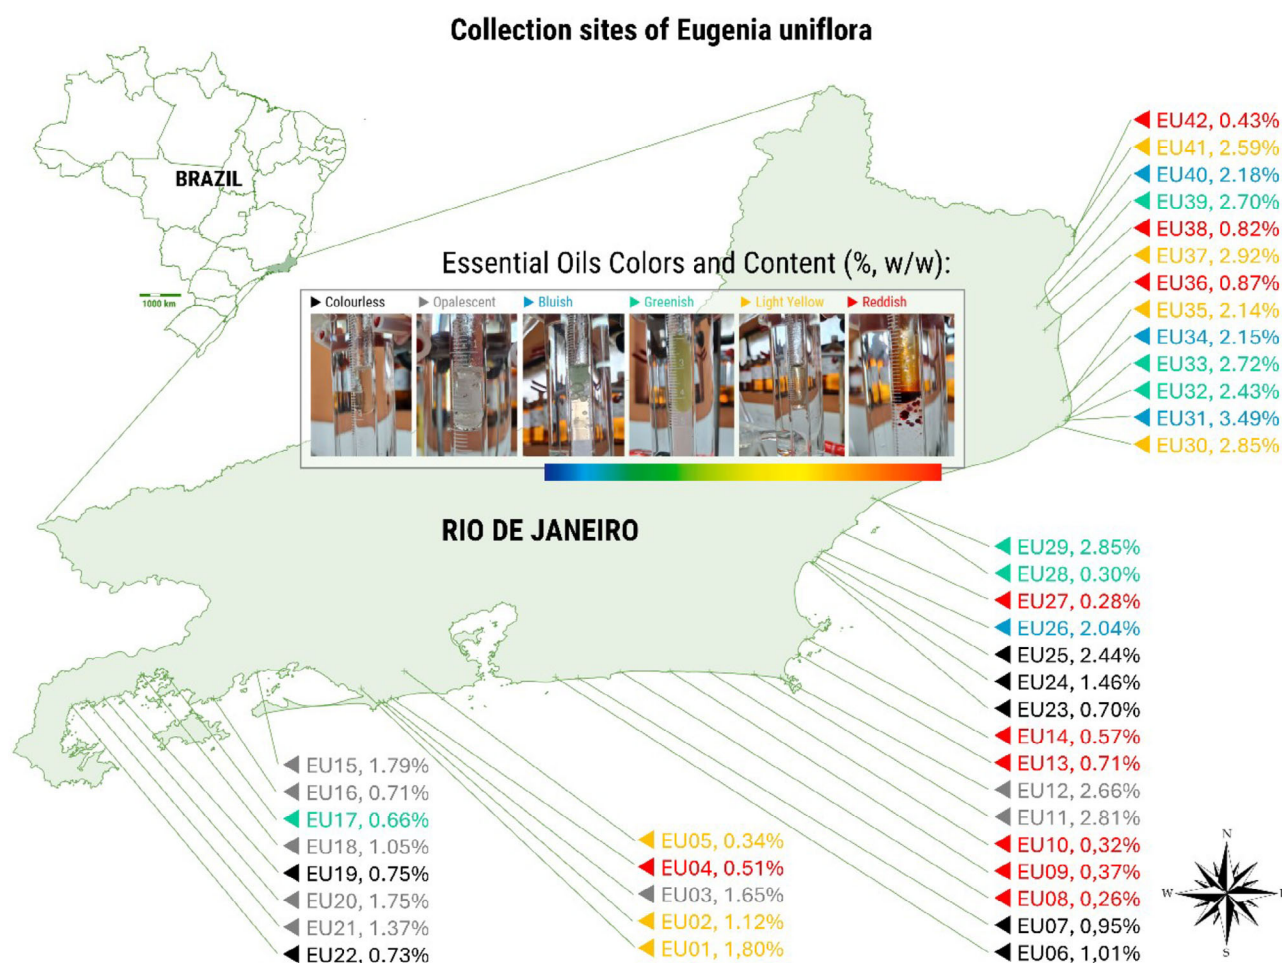 Collection sites of Eugenia uniflora
BRAZIL
1000 km
Essential Oils Colors and Content (%, w/w):
Colourless
Opalescent
Bluish
Greenish
Light Yellow
Reddish
RIO DE JANEIRO
EU42, 0.43%
EU41, 2.59%
EU40, 2.18%
EU39, 2.70%
EU38, 0.82%
EU37, 2.92%
EU36, 0.87%
EU35, 2.14%
EU34, 2.15%
EU33, 2.72%
EU32, 2.43%
EU31, 3.49%
EU30, 2.85%
EU29, 2.85%
EU28, 0.30%
EU27, 0.28%
EU26, 2.04%
EU25, 2.44%
EU24, 1.46%
EU23, 0.70%
EU14, 0.57%
EU13, 0.71%
EU12, 2.66%
EU11, 2.81%
EU10, 0,32%
EU09, 0,37%
EU08, 0,26%
EU07, 0,95%
EU06, 1,01%
EU15, 1.79%
EU16, 0.71%
EU17, 0.66%
EU18, 1.05%
EU19, 0.75%
EU20, 1.75%
EU21, 1.37%
EU22, 0.73%
EU05, 0.34%
EU04, 0.51%
EU03, 1.65%
EU02, 1.12%
EU01, 1,80%
N
W
S